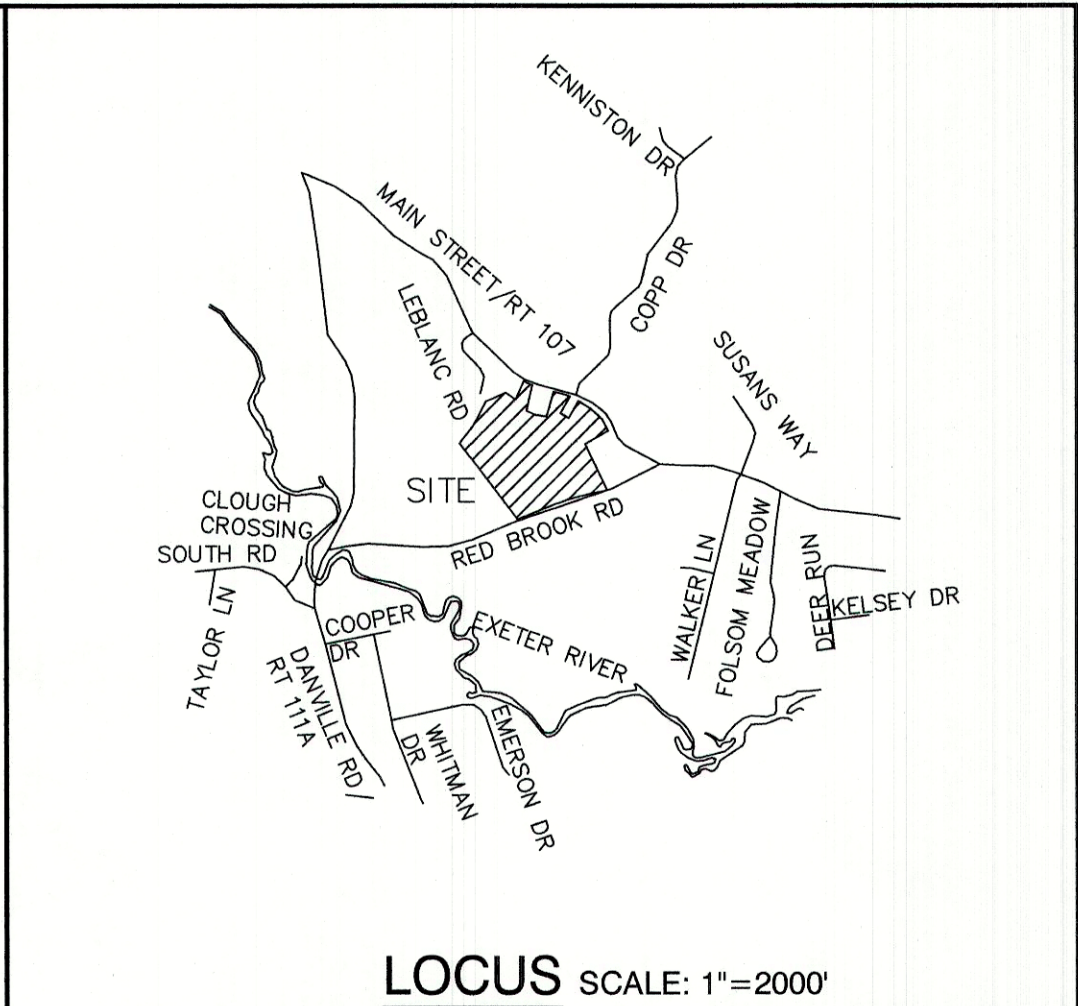 KENNISTON DR
MAIN STREET/RT 107
COPP DR
LEBLANC RD
SUSANS WAY
SITE
CLOUGH
CROSSING
SOUTH RD
RED BROOK RD
TAYLOR LN
COOPER
DR
EXETER RIVER
WALKER LN
FOLSOM MEADOW
DEER RUN
KELSEY DR
DANVILLE RD/
RT 111A
WHITMAN
DR
EMERSON DR
LOCUS SCALE: 1"=2000'